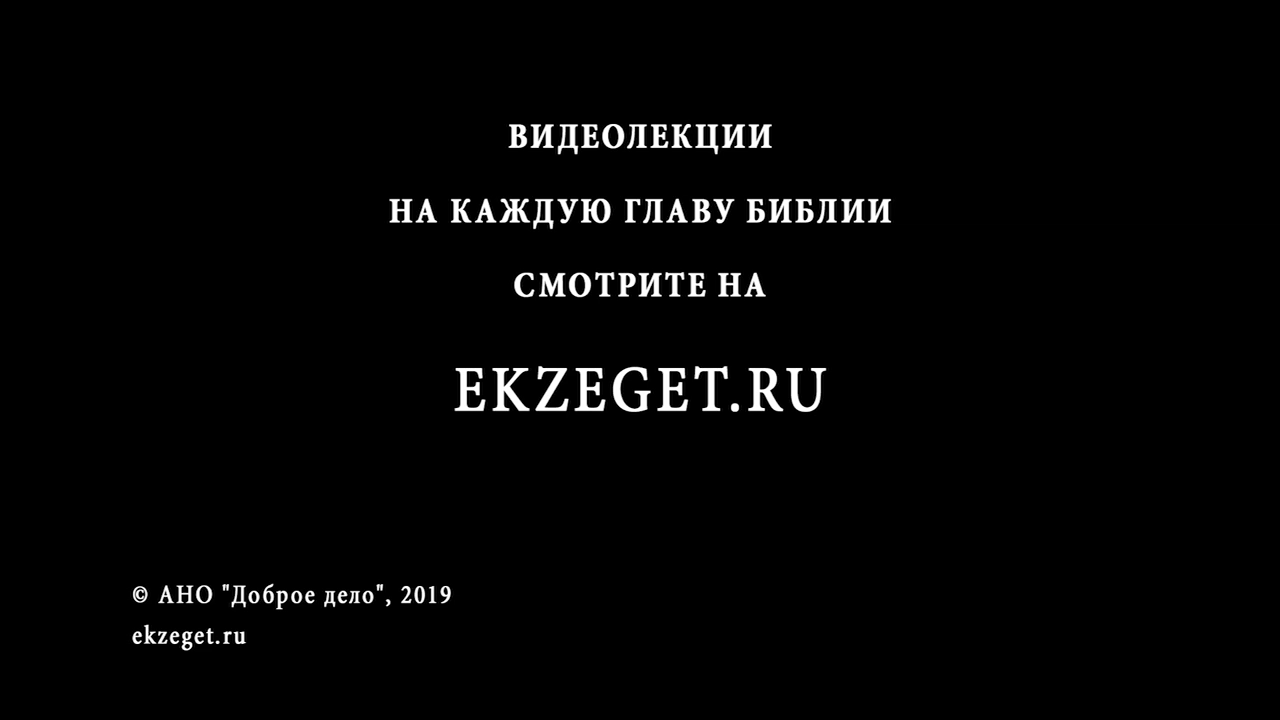 ВИДЕОЛЕКЦИИ
НА КАЖДУЮ ГЛАВУ БИБЛИИ
СМОТРИТЕ НА
EKZEGET.RU
© АНО "Доброе дело", 2019
ekzeget.ru